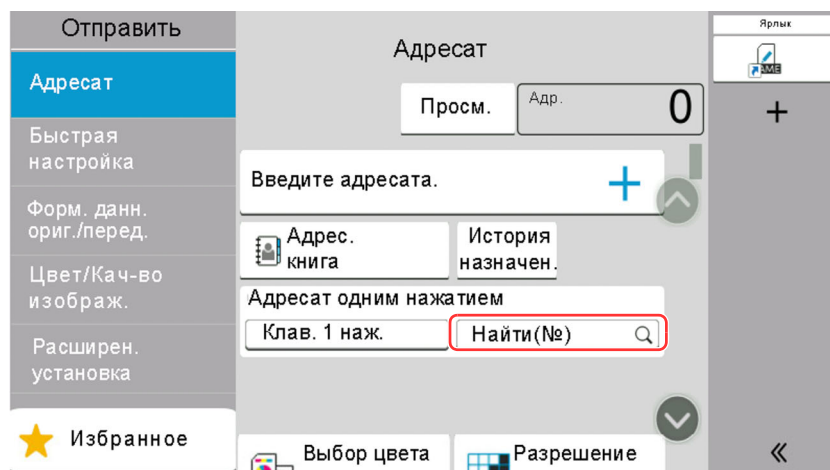 Отправить
Адресат
Быстрая
настройка
Форм. данн.
ориг./перед.
Цвет/Кач-во
изображ.
Расширен.
установка
Избранное
Адресат
Просм.
Адр.
0
Введите адресата.
Адрес.
книга
История
назначен.
Адресат одним нажатием
Клав. 1 наж.
Найти(№)
Выбор цвета
Разрешение
Ярлык